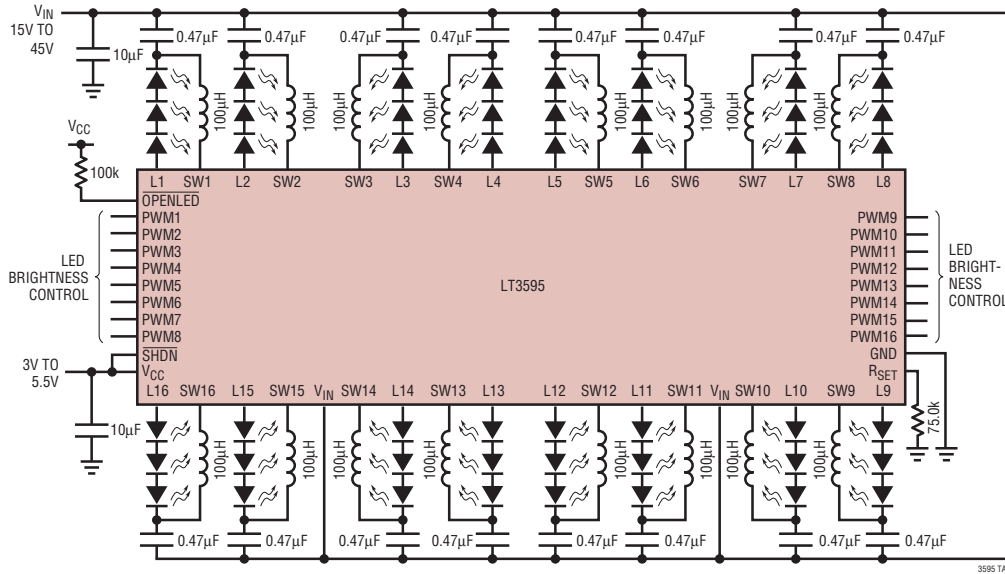 VIN
15V TO
45V
10µF
0.47µF 0.47µF 0.47µF 0.47µF 0.47µF 0.47µF 0.47µF 0.47µF
100µH 100µH 100µH 100µH 100µH 100µH 100µH 100µH
VCC
100k
L1 SW1 L2 SW2 SW3 L3 SW4 L4 L5 SW5 L6 SW6 SW7 L7 SW8 L8
OPENLED
PWM1
PWM2
PWM3
PWM4
PWM5
PWM6
PWM7
PWM8
LED
BRIGHTNESS
CONTROL
SHDN
VCC
3V TO
5.5V
10µF
LT3595
PWM9
PWM10
PWM11
PWM12
PWM13
PWM14
PWM15
PWM16
LED
BRIGHT-
NESS
CONTROL
GND
RSET
75.0k
L16 SW16 L15 SW15 VIN SW14 L14 SW13 L13 L12 SW12 L11 SW11 VIN SW10 L10 SW9 L9
100µH 100µH 100µH 100µH 100µH 100µH 100µH 100µH
0.47µF 0.47µF 0.47µF 0.47µF 0.47µF 0.47µF 0.47µF 0.47µF
3595 TA